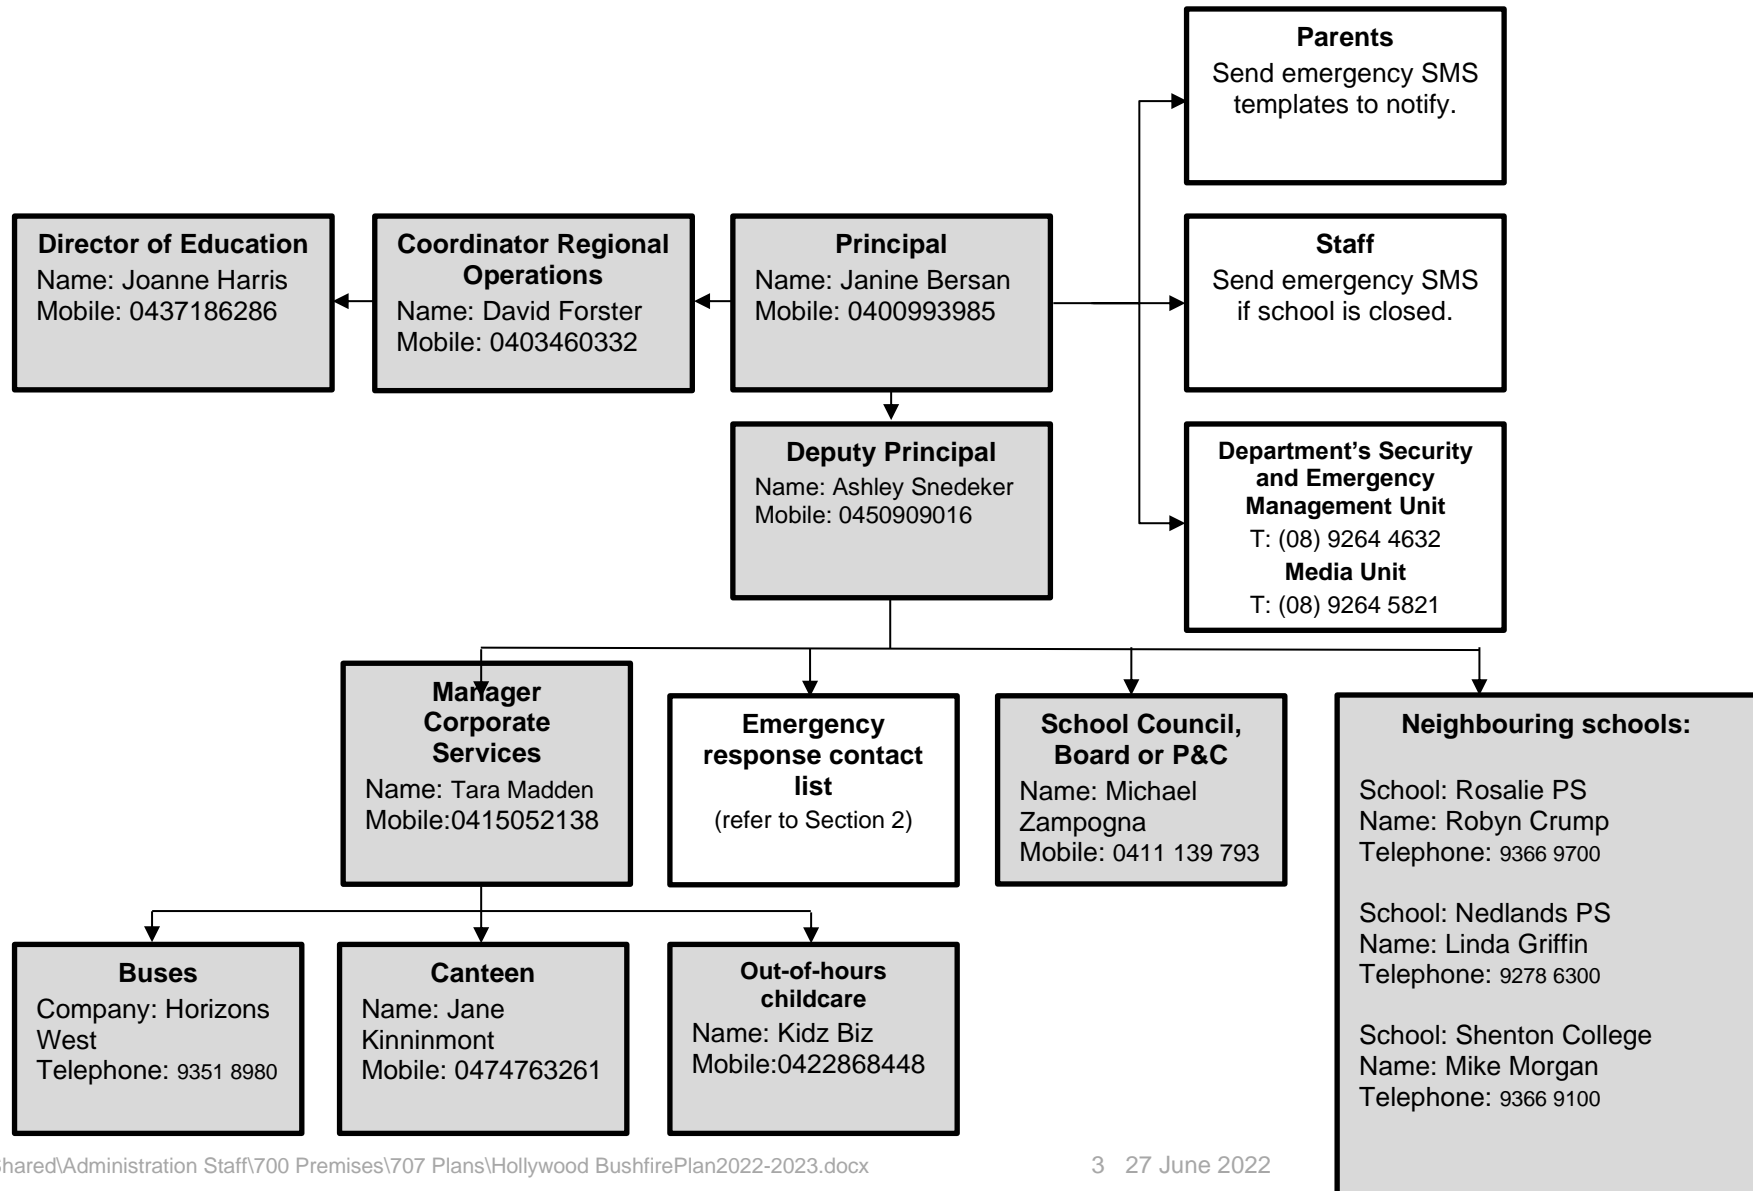 Parents
Send emergency SMS
templates to notify.
Director of Education
Name: Joanne Harris
Mobile: 0437186286
Coordinator Regional
Operations
Name: David Forster
Mobile: 0403460332
Principal
Name: Janine Bersan
Mobile: 0400993985
Staff
Send emergency SMS
if school is closed.
Deputy Principal
Name: Ashley Snedeker
Mobile: 0450909016
Department's Security
and Emergency
Management Unit
T: (08) 9264 4632
Media Unit
T: (08) 9264 5821
Manager
Corporate
Services
Name: Tara Madden
Mobile:0415052138
Emergency
response contact
list
(refer to Section 2)
School Council,
Board or P&C
Name: Michael
Zampogna
Mobile: 0411 139 793
Neighbouring schools:
School: Rosalie PS
Name: Robyn Crump
Telephone: 9366 9700
School: Nedlands PS
Name: Linda Griffin
Telephone: 9278 6300
School: Shenton College
Name: Mike Morgan
Telephone: 9366 9100
Buses
Company: Horizons
West
Telephone: 9351 8980
Canteen
Name: Jane
Kinninmont
Mobile: 0474763261
Out-of-hours
childcare
Name: Kidz Biz
Mobile:0422868448
hared\Administration Staff\700 Premises\707 Plans\Hollywood BushfirePlan2022-2023.docx
3 27 June 2022